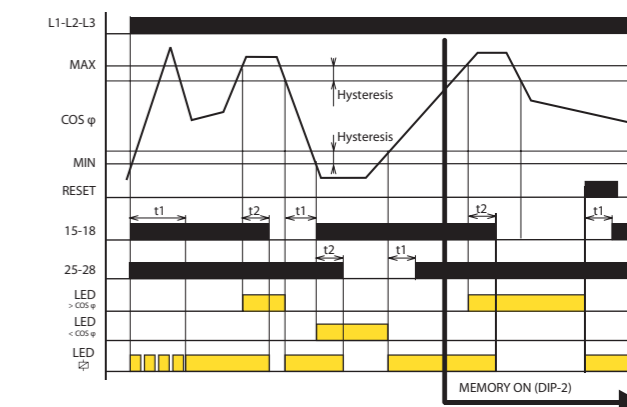 L1-L2-L3
MAX
Hysteresis
COS φ
Hysteresis
MIN
RESET
t1 t2 t1 t2 t1
15-18
t2 t1
25-28
LED
> COS φ
LED
< COS φ
LED
MEMORY ON (DIP-2)